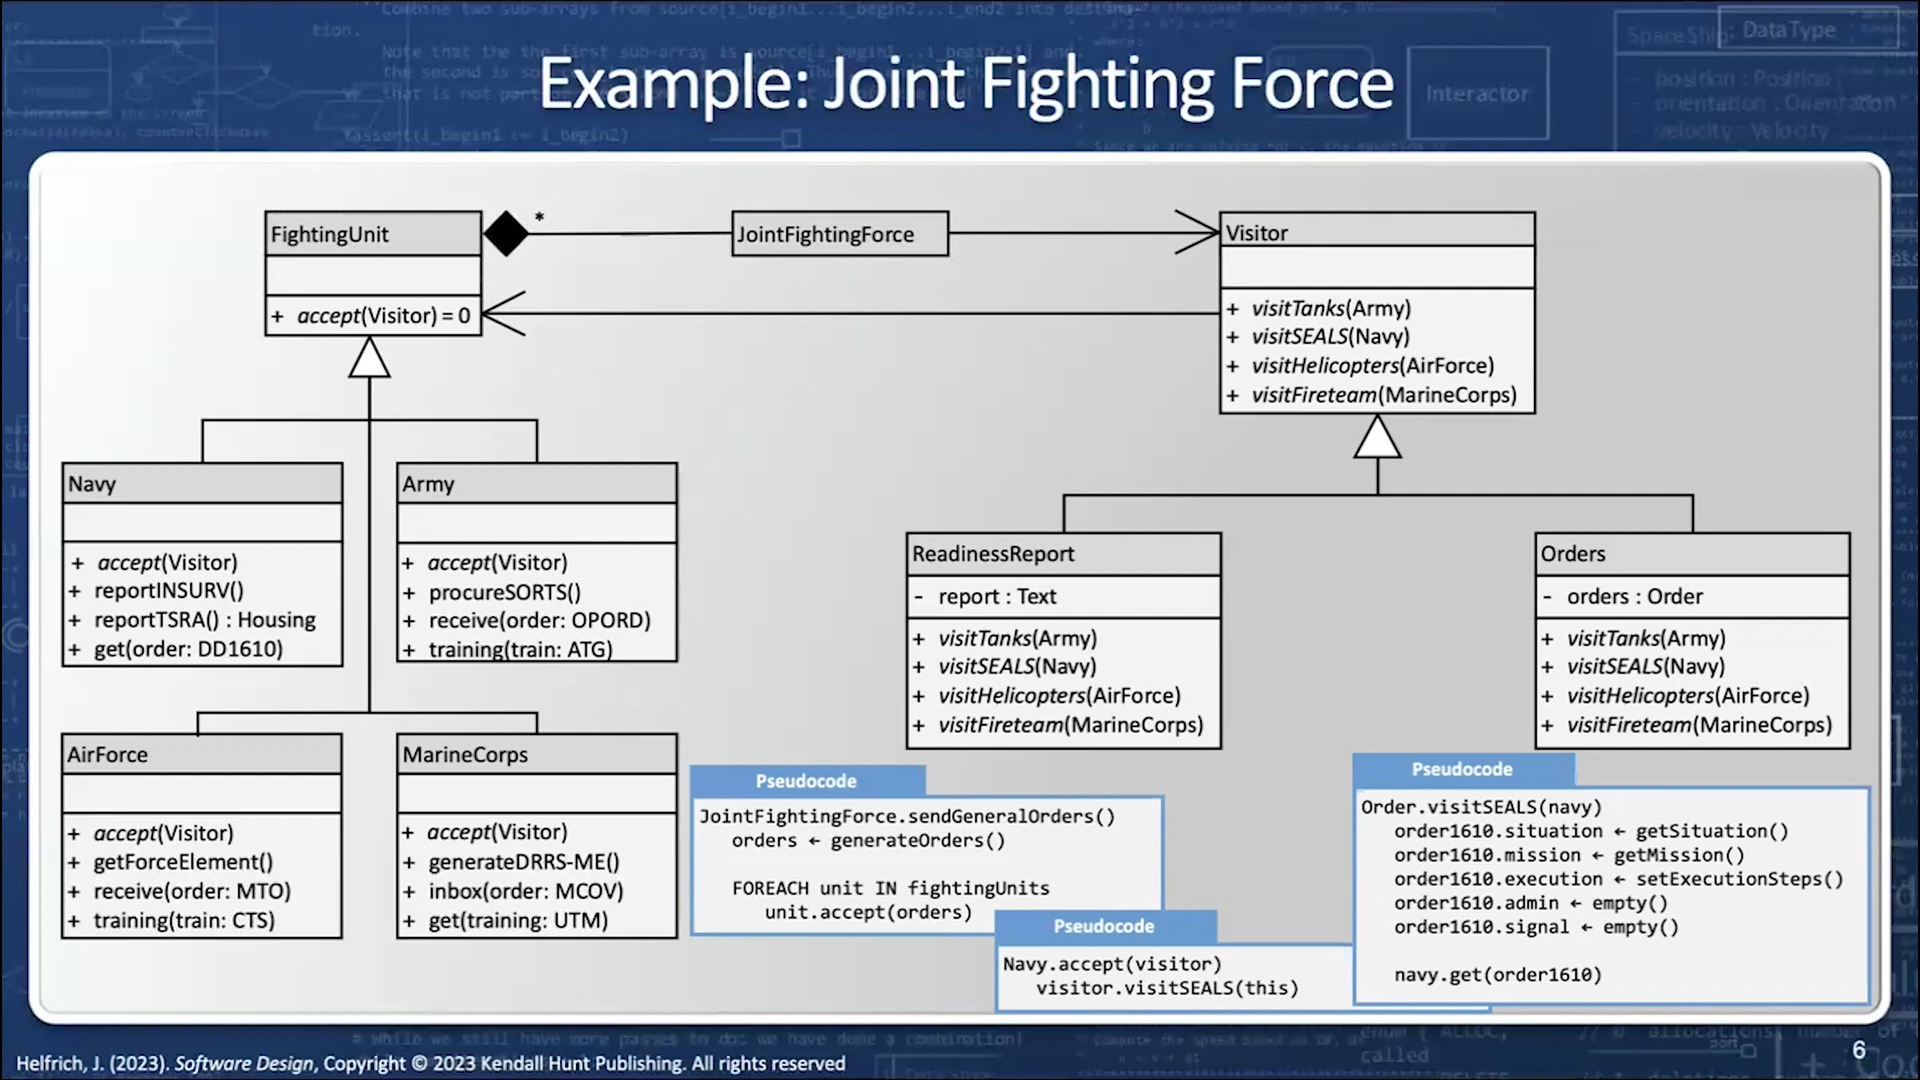 Example: Joint Fighting Force
DataType
Interactor
FightingUnit
*
JointFightingForce
Visitor
+ accept(Visitor) = 0
+ visitTanks(Army)
+ visitSEALS(Navy)
+ visitHelicopters(AirForce)
+ visitFireteam(MarineCorps)
Navy
+ accept(Visitor)
+ reportINSURV()
+ reportTSRA() : Housing
+ get(order: DD1610)
Army
+ accept(Visitor)
+ procureSORTS()
+ receive(order: OPORD)
+ training(train: ATG)
ReadinessReport
- report : Text
+ visitTanks(Army)
+ visitSEALS(Navy)
+ visitHelicopters(AirForce)
+ visitFireteam(MarineCorps)
Orders
- orders : Order
+ visitTanks(Army)
+ visitSEALS(Navy)
+ visitHelicopters(AirForce)
+ visitFireteam(MarineCorps)
AirForce
+ accept(Visitor)
+ getForceElement()
+ receive(order: MTO)
+ training(train: CTS)
MarineCorps
+ accept(Visitor)
+ generateDRRS-ME()
+ inbox(order: MCOV)
+ get(training: UTM)
Pseudocode
JointFightingForce.sendGeneralOrders()
orders ← generateOrders()
FOREACH unit IN fightingUnits
unit.accept(orders)
Pseudocode
Navy.accept(visitor)
visitor.visitSEALS(this)
Pseudocode
Order.visitSEALS(navy)
order1610.situation ← getSituation()
order1610.mission ← getMission()
order1610.execution ← setExecutionSteps()
order1610.admin ← empty()
order1610.signal ← empty()
navy.get(order1610)
Helfrich, J. (2023). Software Design, Copyright © 2023 Kendall Hunt Publishing. All rights reserved
6